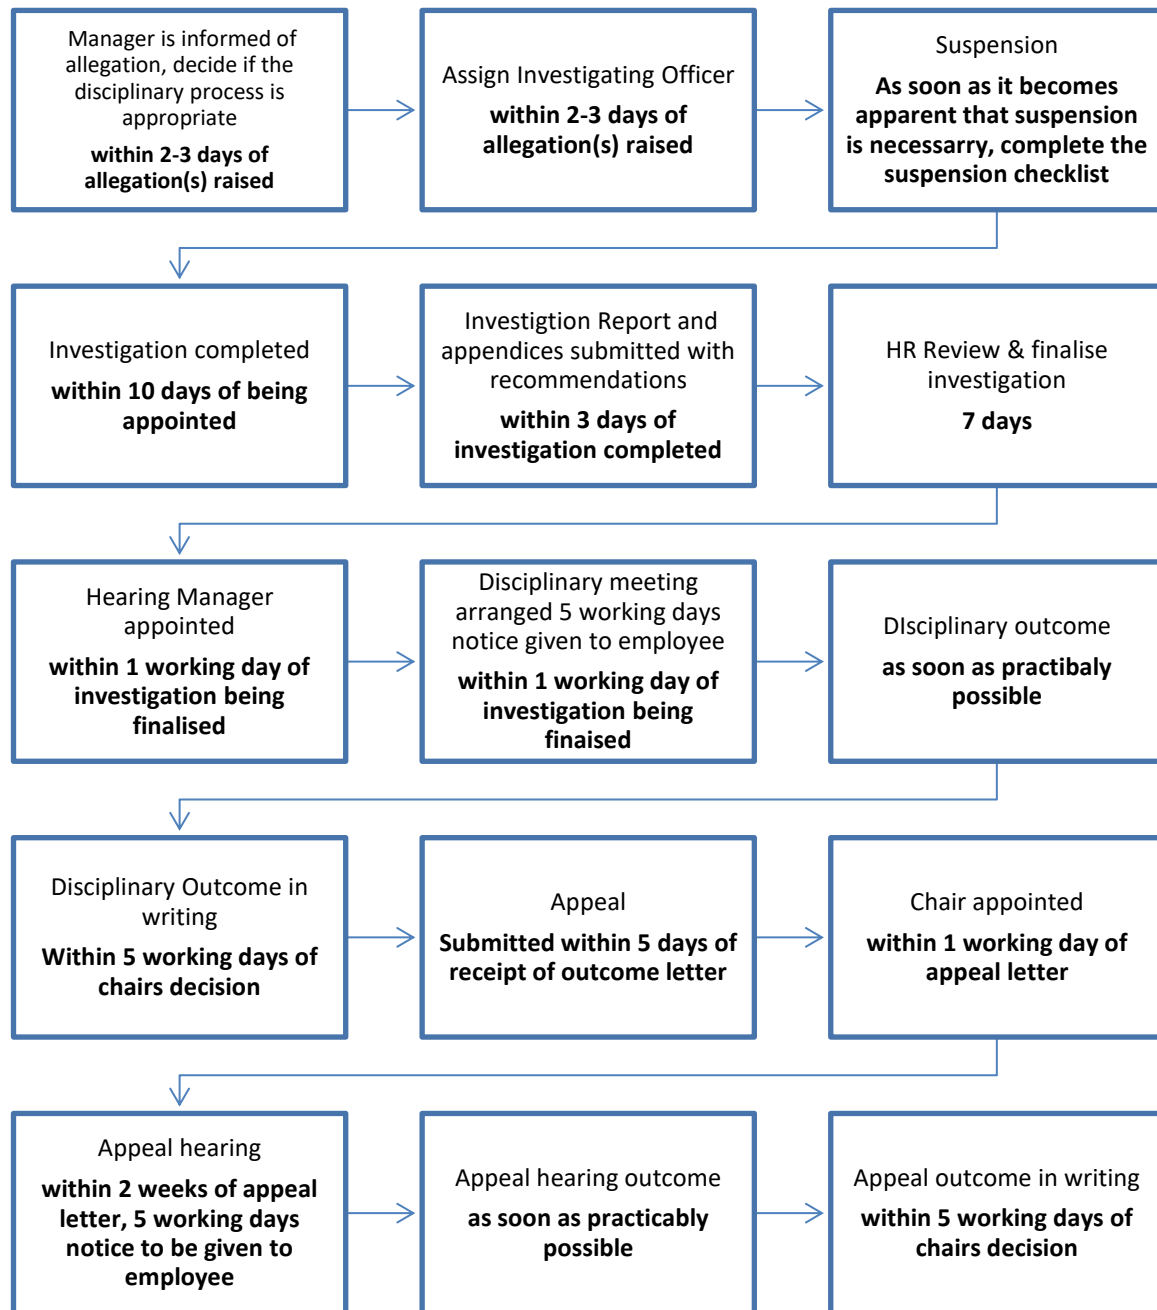 Manager is informed of
allegation, decide if the
disciplinary process is
appropriate
within 2-3 days of
allegation(s) raised
Assign Investigating Officer
within 2-3 days of
allegation(s) raised
Suspension
As soon as it becomes
apparent that suspension
is necessarry, complete the
suspension checklist
Investigation completed
within 10 days of being
appointed
Investigtion Report and
appendices submitted with
recommendations
within 3 days of
investigation completed
HR Review & finalise
investigation
7 days
Hearing Manager
appointed
within 1 working day of
investigation being
finalised
Disciplinary meeting
arranged 5 working days
notice given to employee
within 1 working day of
investigation being
finaised
DIsciplinary outcome
as soon as practibaly
possible
Disciplinary Outcome in
writing
Within 5 working days of
chairs decision
Appeal
Submitted within 5 days of
receipt of outcome letter
Chair appointed
within 1 working day of
appeal letter
Appeal hearing
within 2 weeks of appeal
letter, 5 working days
notice to be given to
employee
Appeal hearing outcome
as soon as practicably
possible
Appeal outcome in writing
within 5 working days of
chairs decision